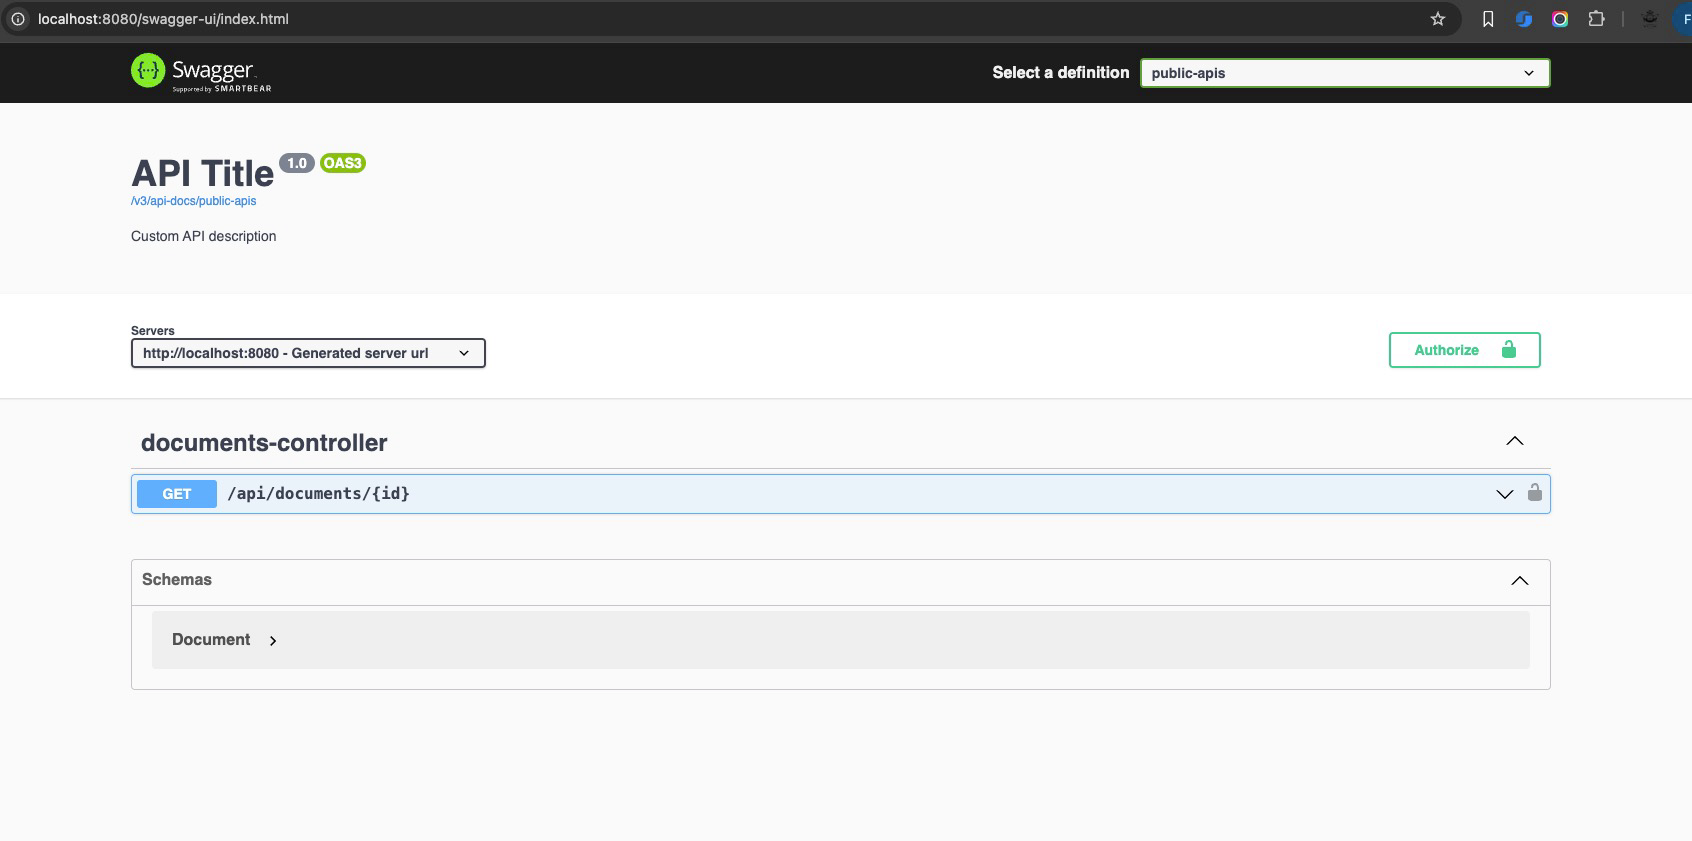 localhost:8080/swagger-ui/index.html
F
{···} Swagger
Supported by SMARTBEAR
Select a definition
public-apis
API Title 1.0 OAS3
/v3/api-docs/public-apis
Custom API description
Servers
http://localhost:8080 - Generated server url
Authorize
documents-controller
GET /api/documents/{id}
Schemas
Document